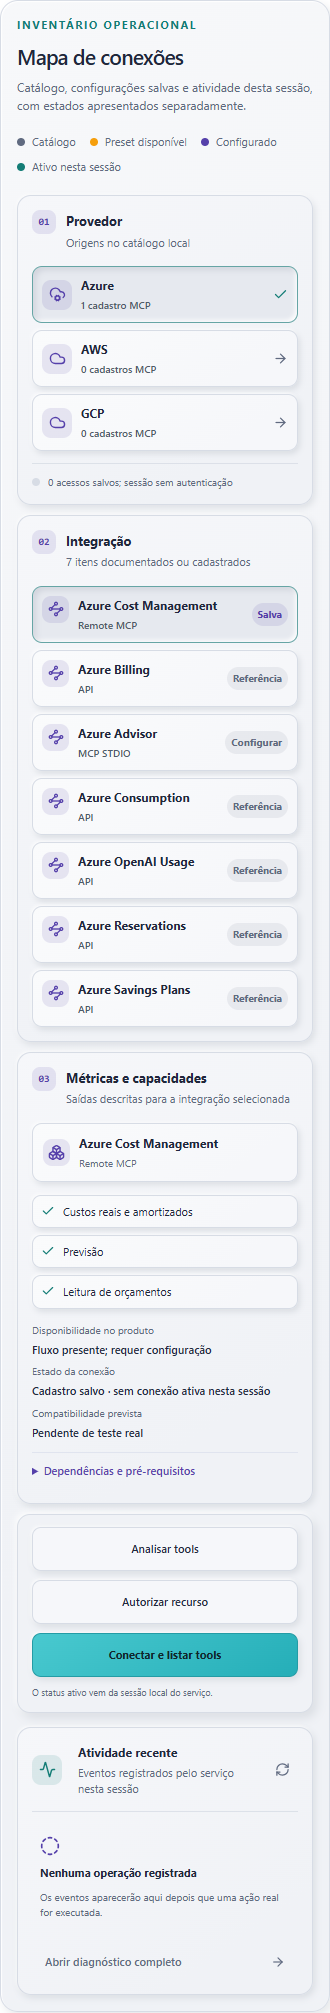 INVENTÁRIO OPERACIONAL
Mapa de conexões
Catálogo, configurações salvas e atividade desta sessão,
com estados apresentados separadamente.
Catálogo
Preset disponível
Configurado
Ativo nesta sessão
01
Provedor
Origens no catálogo local
Azure
1 cadastro MCP
AWS
0 cadastros MCP
GCP
0 cadastros MCP
0 acessos salvos; sessão sem autenticação
02
Integração
7 itens documentados ou cadastrados
Azure Cost Management
Remote MCP
Salva
Azure Billing
API
Referência
Azure Advisor
MCP STDIO
Configurar
Azure Consumption
API
Referência
Azure OpenAI Usage
API
Referência
Azure Reservations
API
Referência
Azure Savings Plans
API
Referência
03
Métricas e capacidades
Saídas descritas para a integração selecionada
Azure Cost Management
Remote MCP
Custos reais e amortizados
Previsão
Leitura de orçamentos
Disponibilidade no produto
Fluxo presente; requer configuração
Estado da conexão
Cadastro salvo · sem conexão ativa nesta sessão
Compatibilidade prevista
Pendente de teste real
Dependências e pré-requisitos
Analisar tools
Autorizar recurso
Conectar e listar tools
O status ativo vem da sessão local do serviço.
Atividade recente
Eventos registrados pelo serviço
nesta sessão
Nenhuma operação registrada
Os eventos aparecerão aqui depois que uma ação real
for executada.
Abrir diagnóstico completo